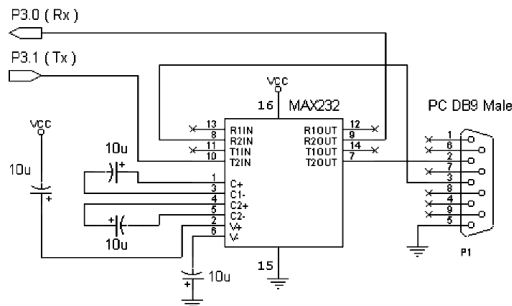 P3.0 ( Rx )
P3.1 ( Tx )
VCC
16 MAX232
PC DB9 Male
13 R1IN R1OUT 12
8 R2IN R2OUT 9
11 T1IN T1OUT 14
10 T2IN T2OUT 7
1 C+
3 C1-
4 C2+
5 C2-
2 V+
6 V-
15
VCC
10u
10u
10u
10u
1
6
2
7
3
8
4
9
5
P1